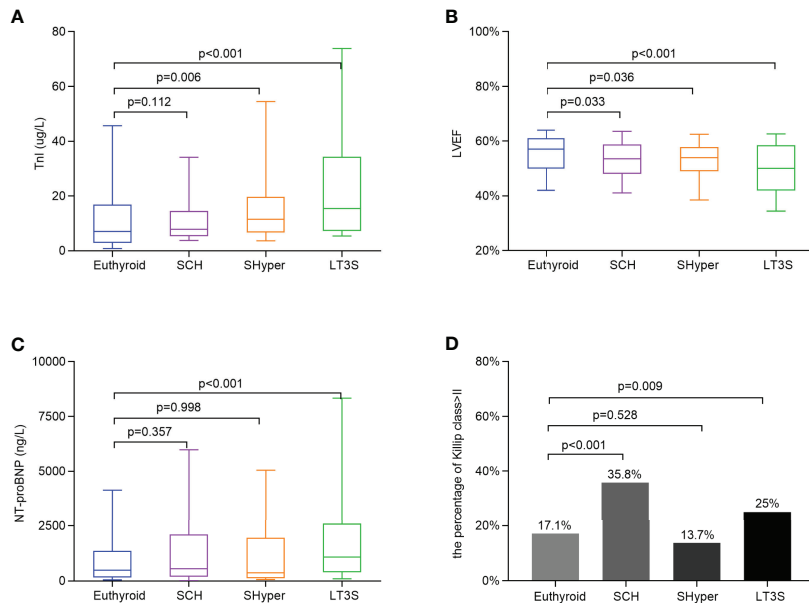 A
80
60
40
20
0
TnI (ug/L)
p<0.001
p=0.006
p=0.112
Euthyroid SCH SHyper LT3S
B
100%
80%
60%
40%
20%
LVEF
p<0.001
p=0.036
p=0.033
Euthyroid SCH SHyper LT3S
C
10000
7500
5000
2500
0
NT-proBNP (ng/L)
p<0.001
p=0.998
p=0.357
Euthyroid SCH SHyper LT3S
D
80%
60%
40%
20%
0%
the percentage of Killip class>II
p=0.009
p=0.528
p<0.001
17.1% 35.8% 13.7% 25%
Euthyroid SCH SHyper LT3S